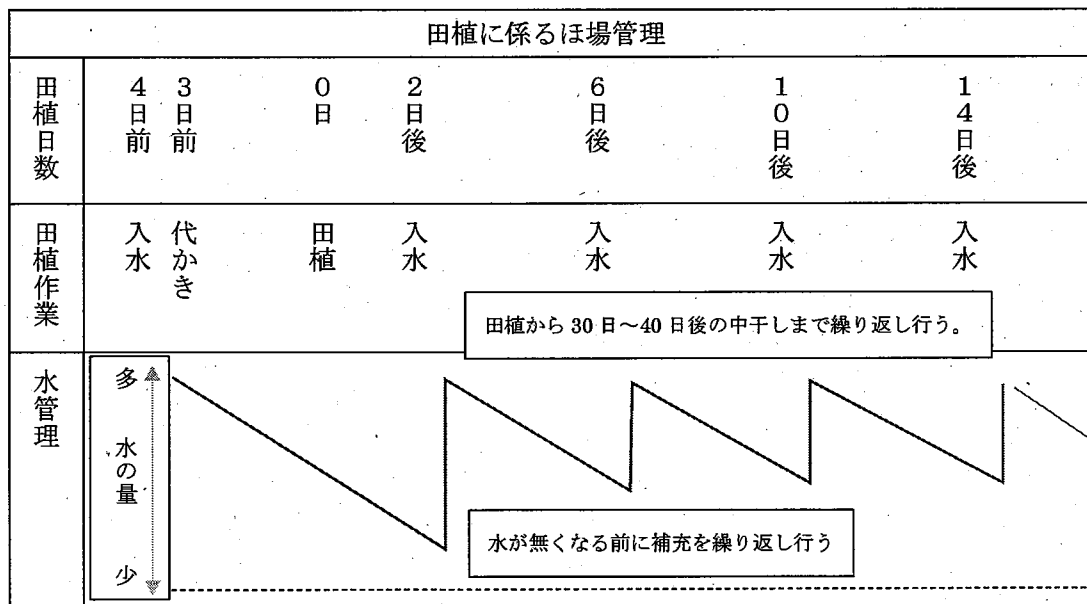 田植に係るほ場管理
田植日数
4日前
3日前
0日
2日後
6日後
10日後
14日後
田植作業
入水
代かき
田植
入水
入水
入水
入水
田植から30日～40日後の中干しまで繰り返し行う。
水管理
多
水の量
少
水が無くなる前に補充を繰り返し行う